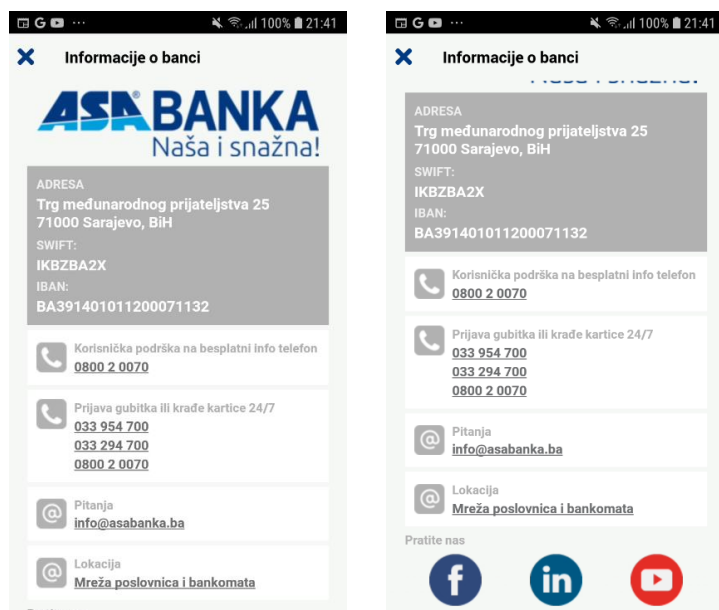 100% 21:41
Informacije o banci
ASA BANKA
Naša i snažna!
ADRESA
Trg međunarodnog prijateljstva 25
71000 Sarajevo, BiH
SWIFT:
IKBZBA2X
IBAN:
BA391401011200071132
Korisnička podrška na besplatni info telefon
0800 2 0070
Prijava gubitka ili krađe kartice 24/7
033 954 700
033 294 700
0800 2 0070
Pitanja
info@asabanka.ba
Lokacija
Mreža poslovnica i bankomata
100% 21:41
Informacije o banci
Naša i snažna!
ADRESA
Trg međunarodnog prijateljstva 25
71000 Sarajevo, BiH
SWIFT:
IKBZBA2X
IBAN:
BA391401011200071132
Korisnička podrška na besplatni info telefon
0800 2 0070
Prijava gubitka ili krađe kartice 24/7
033 954 700
033 294 700
0800 2 0070
Pitanja
info@asabanka.ba
Lokacija
Mreža poslovnica i bankomata
Pratite nas